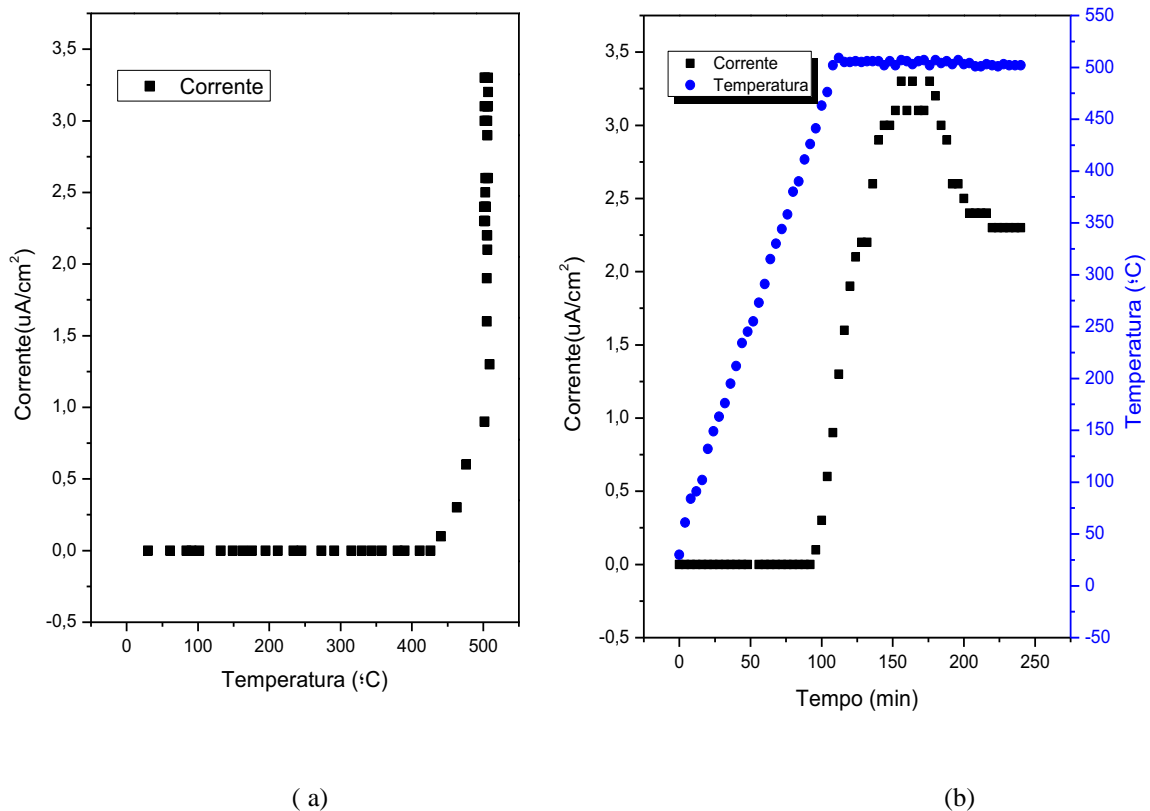 3,5
3,0
2,5
2,0
1,5
1,0
0,5
0,0
-0,5
Corrente(uA/cm²)
Corrente
0 100 200 300 400 500
Temperatura (°C)
( a)
3,5
3,0
2,5
2,0
1,5
1,0
0,5
0,0
-0,5
Corrente(uA/cm²)
Corrente
Temperatura
550
500
450
400
350
300
250
200
150
100
50
0
-50
Temperatura (°C)
0 50 100 150 200 250
Tempo (min)
(b)